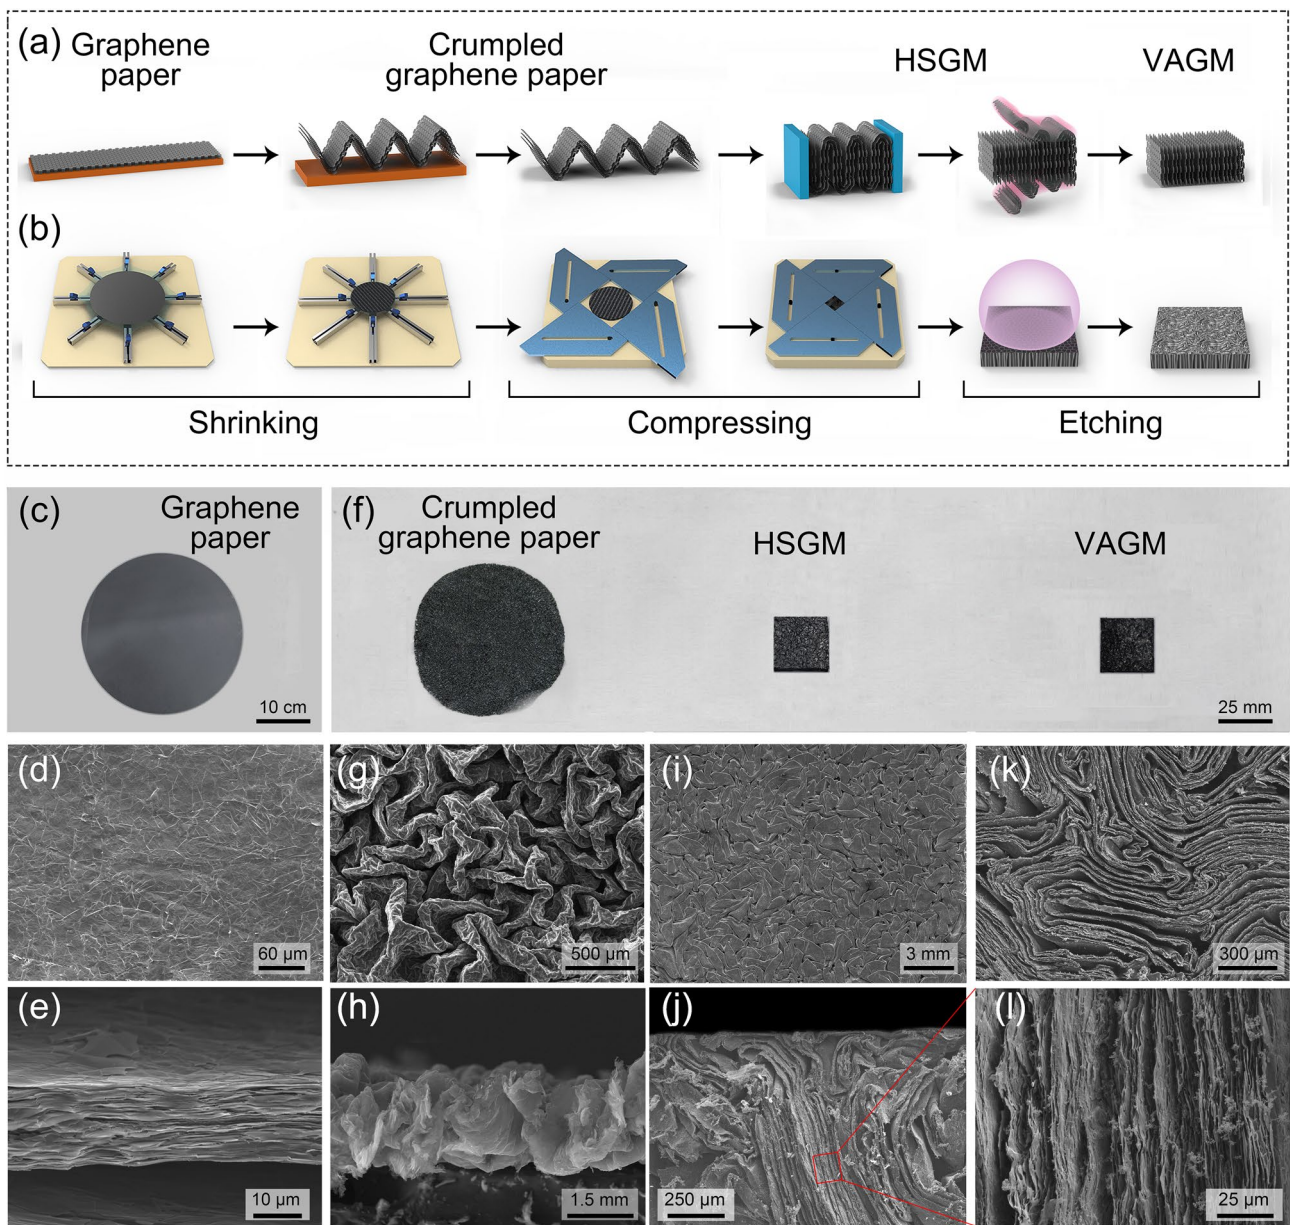 (a)
Graphene
paper
Crumpled
graphene paper
HSGM
VAGM
(b)
Shrinking
Compressing
Etching
(c)
Graphene
paper
10 cm
(f)
Crumpled
graphene paper
HSGM
VAGM
25 mm
(d)
60 µm
(g)
500 µm
(i)
3 mm
(k)
300 µm
(e)
10 µm
(h)
1.5 mm
(j)
250 µm
(l)
25 µm